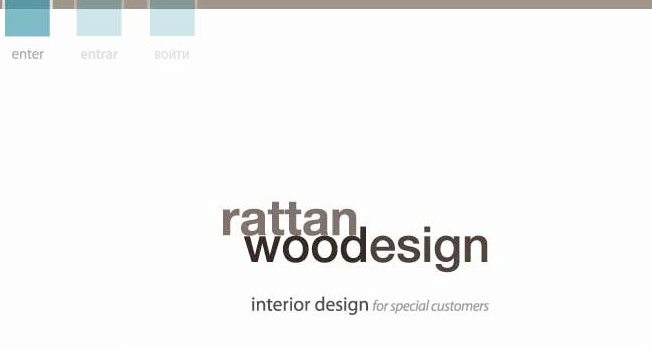 enter entrar войти
rattan
woodesign
interior design for special customers